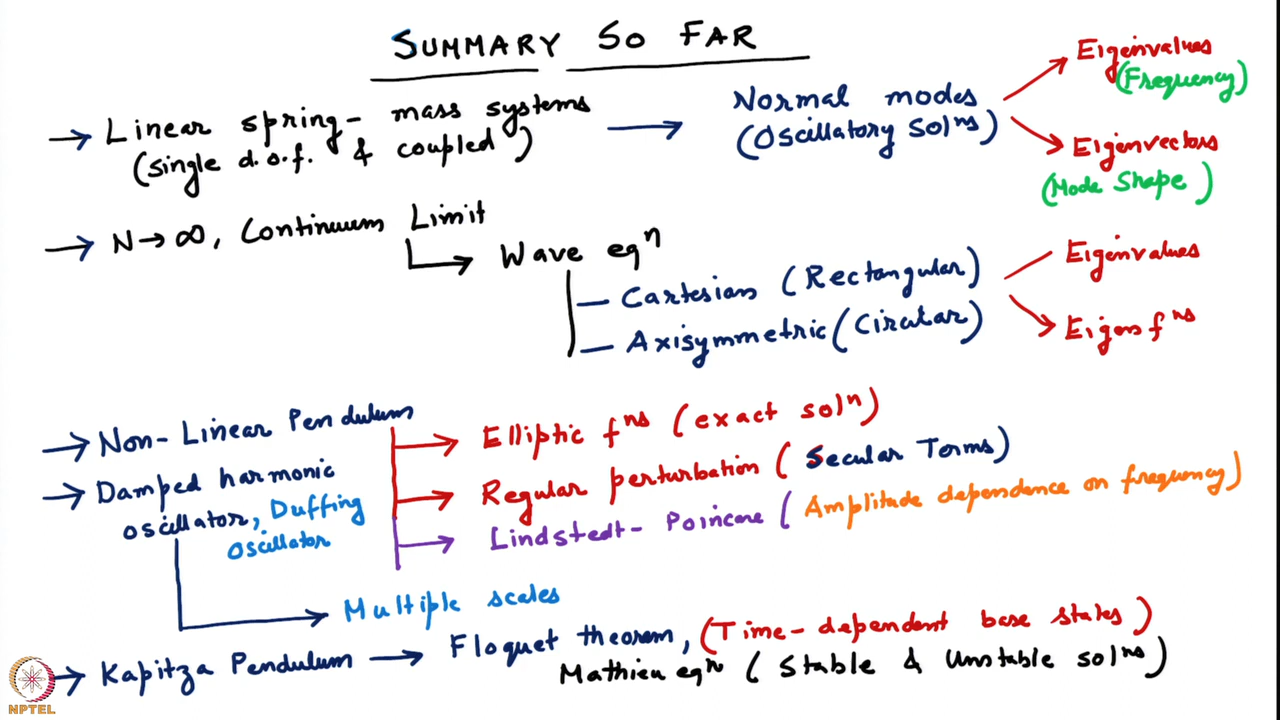 SUMMARY SO FAR
→ Linear spring-mass systems
(single d.o.f. & coupled)
→ Normal modes
(Oscillatory Solⁿˢ)
Eigenvalues
(Frequency)
Eigenvectors
(Mode Shape)
→ N→∞, Continuum Limit
Wave eqⁿ
Cartesian (Rectangular)
Axisymmetric (Circular)
Eigenvalues
Eigen fⁿˢ
→ Non-Linear Pendulum
→ Damped harmonic
oscillator, Duffing
Oscillator
Elliptic fⁿˢ (exact solⁿ)
Regular perturbation (Secular Terms)
Lindstedt-Poincare (Amplitude dependence on frequency)
Multiple scales
→ Kapitza Pendulum → Floquet theorem, (Time-dependent base states)
Mathieu eqⁿ (Stable & Unstable solⁿˢ)
NPTEL